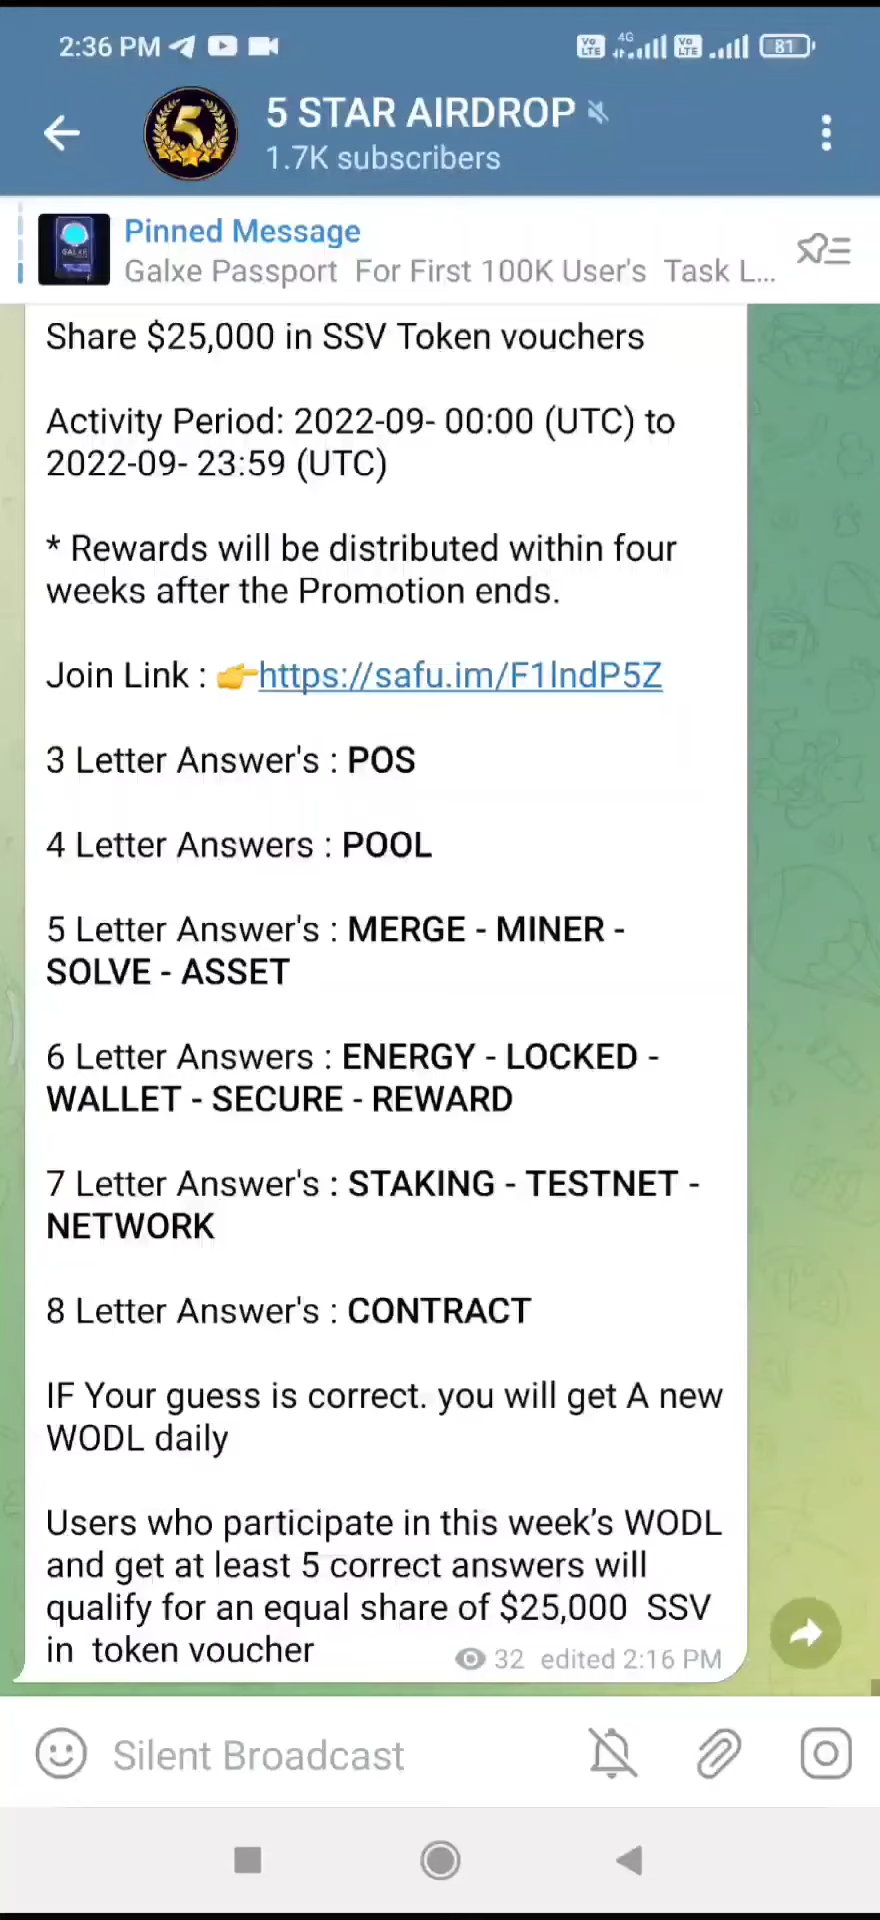 2:36 PM
Vo LTE 4G Vo LTE 81
5 STAR AIRDROP
1.7K subscribers
Pinned Message
Galxe Passport For First 100K User's Task L...
GALXE
Share $25,000 in SSV Token vouchers
Activity Period: 2022-09- 00:00 (UTC) to
2022-09- 23:59 (UTC)
* Rewards will be distributed within four
weeks after the Promotion ends.
Join Link : 👉https://safu.im/F1lndP5Z
3 Letter Answer's : POS
4 Letter Answers : POOL
5 Letter Answer's : MERGE - MINER -
SOLVE - ASSET
6 Letter Answers : ENERGY - LOCKED -
WALLET - SECURE - REWARD
7 Letter Answer's : STAKING - TESTNET -
NETWORK
8 Letter Answer's : CONTRACT
IF Your guess is correct. you will get A new
WODL daily
Users who participate in this week's WODL
and get at least 5 correct answers will
qualify for an equal share of $25,000 SSV
in token voucher
32 edited 2:16 PM
Silent Broadcast